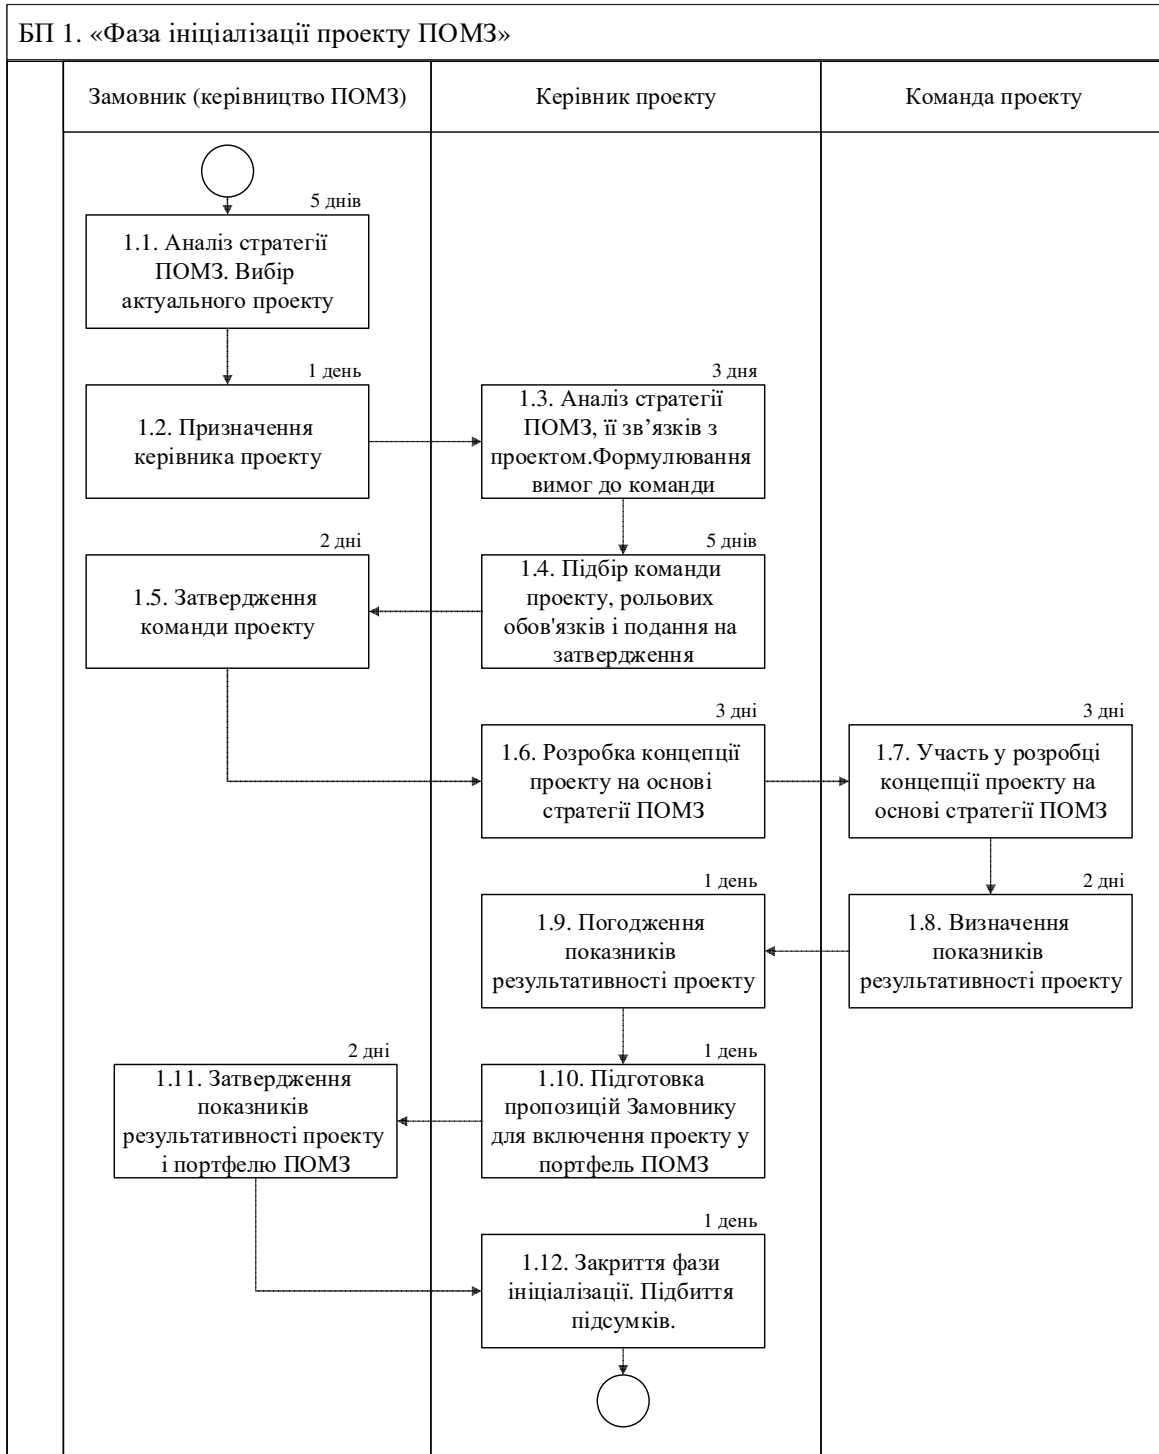 БП 1. «Фаза ініціалізації проекту ПОМЗ»
Замовник (керівництво ПОМЗ)
Керівник проекту
Команда проекту
5 днів
1.1. Аналіз стратегії
ПОМЗ. Вибір
актуального проекту
1 день
1.2. Призначення
керівника проекту
3 дня
1.3. Аналіз стратегії
ПОМЗ, її зв’язків з
проектом.Формулювання
вимог до команди
5 днів
1.4. Підбір команди
проекту, рольових
обов'язків і подання на
затвердження
2 дні
1.5. Затвердження
команди проекту
3 дні
1.6. Розробка концепції
проекту на основі
стратегії ПОМЗ
3 дні
1.7. Участь у розробці
концепції проекту на
основі стратегії ПОМЗ
2 дні
1.8. Визначення
показників
результативності проекту
1 день
1.9. Погодження
показників
результативності проекту
1 день
1.10. Підготовка
пропозицій Замовнику
для включення проекту у
портфель ПОМЗ
2 дні
1.11. Затвердження
показників
результативності проекту
і портфелю ПОМЗ
1 день
1.12. Закриття фази
ініціалізації. Підбиття
підсумків.